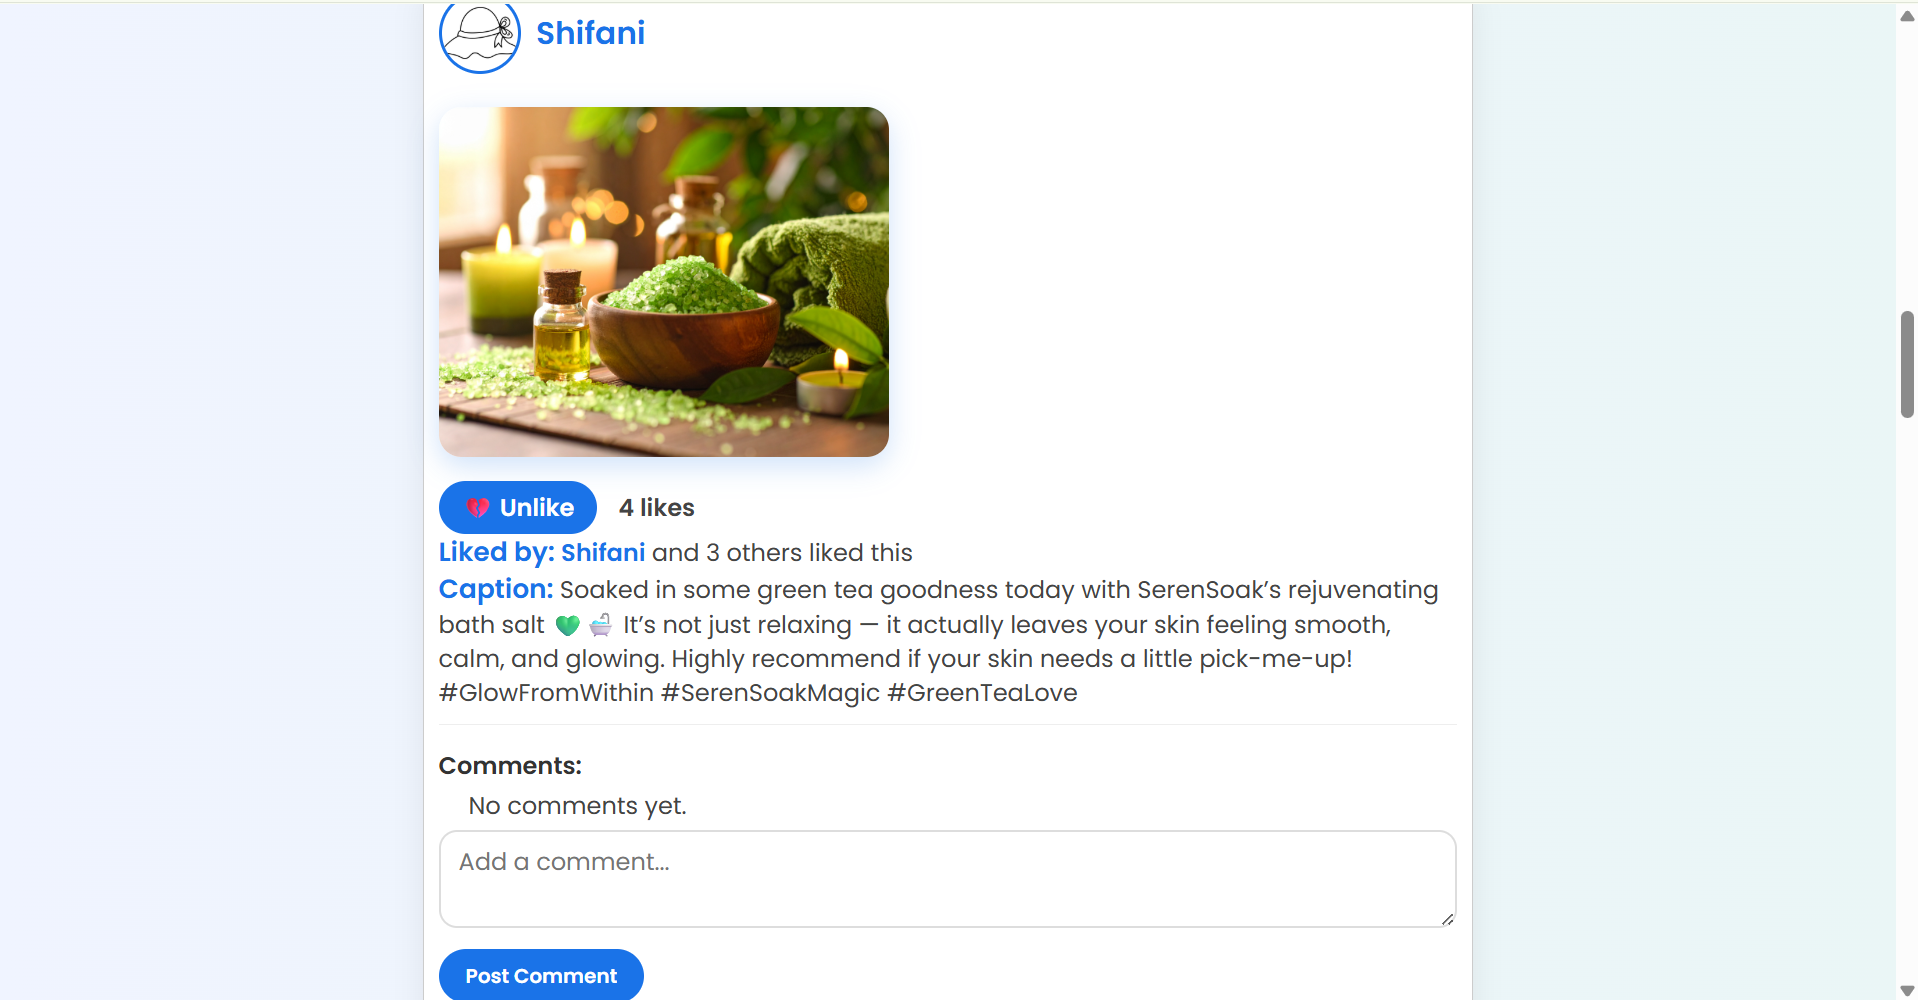 Shifani
💔 Unlike 4 likes
Liked by: Shifani and 3 others liked this
Caption: Soaked in some green tea goodness today with SerenSoak’s rejuvenating
bath salt 💚 🛁 It’s not just relaxing — it actually leaves your skin feeling smooth,
calm, and glowing. Highly recommend if your skin needs a little pick-me-up!
#GlowFromWithin #SerenSoakMagic #GreenTeaLove
Comments:
No comments yet.
Add a comment...
Post Comment